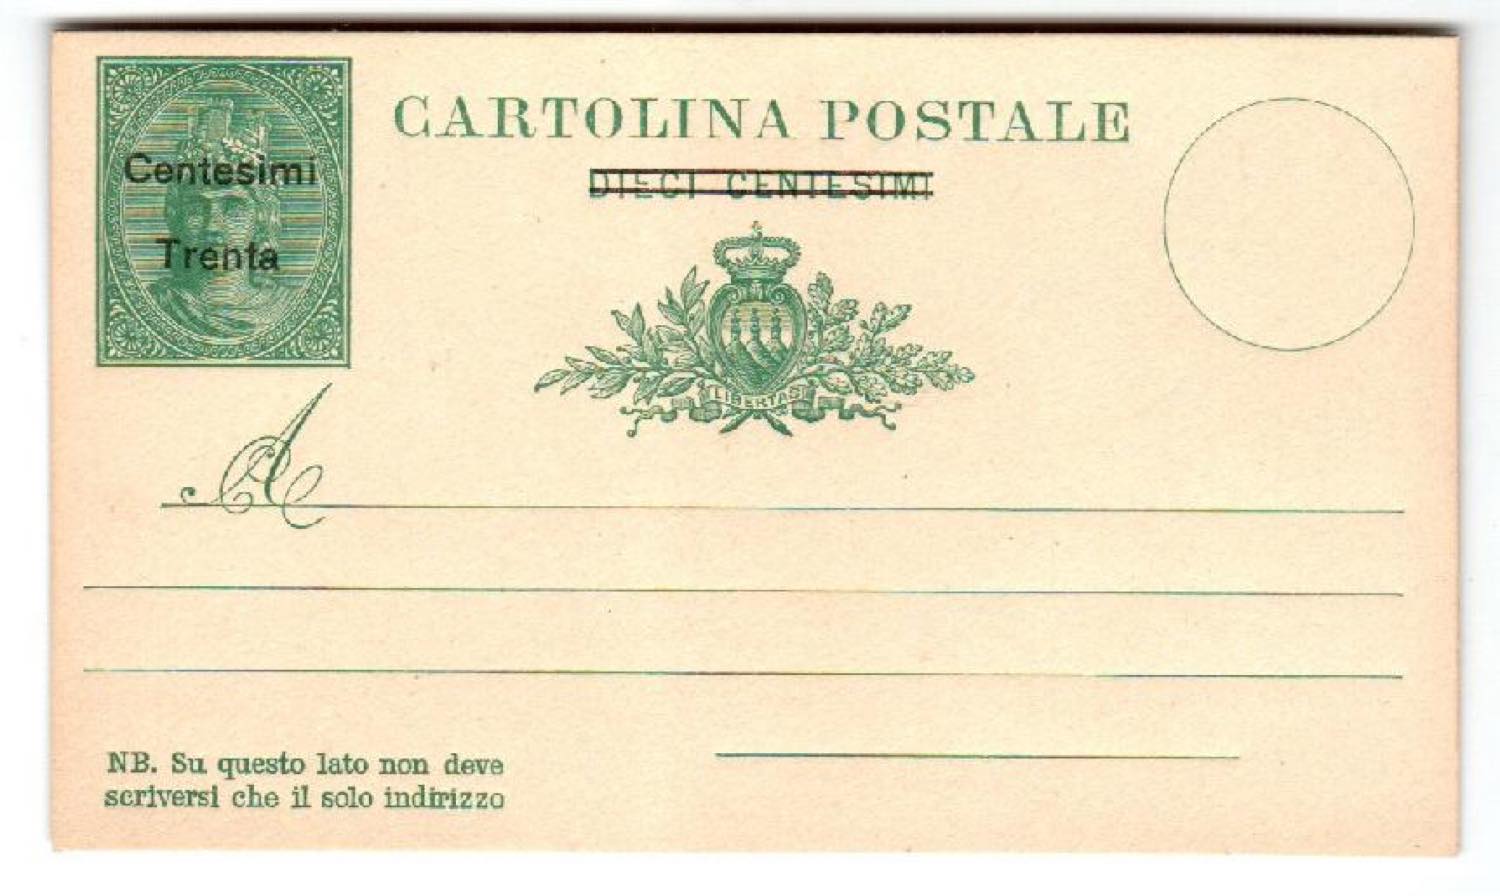 CARTOLINA POSTALE
DIECI CENTESIMI
Centesimi
Trenta
LIBERTAS
A
NB. Su questo lato non deve
scriversi che il solo indirizzo